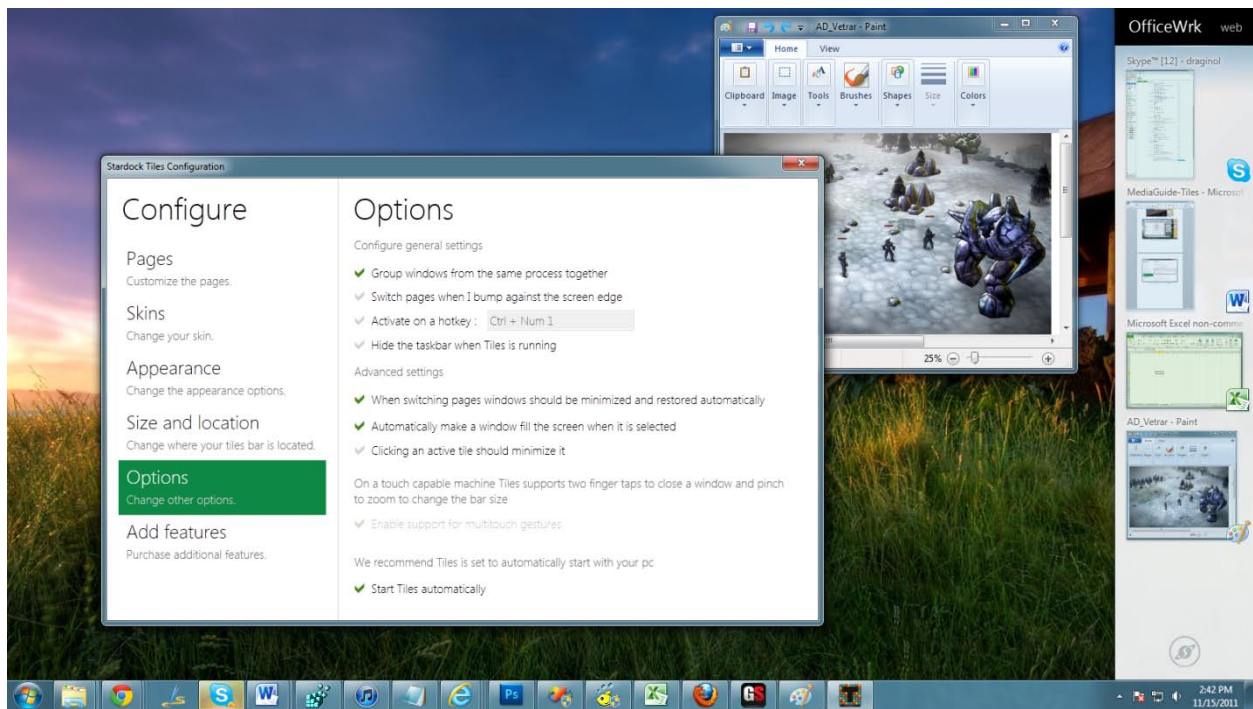 AD_Vetrar - Paint
Home View
Clipboard Image Tools Brushes Shapes Size Colors
25%
Stardock Tiles Configuration
Configure
Pages
Customize the pages.
Skins
Change your skin.
Appearance
Change the appearance options.
Size and location
Change where your tiles bar is located.
Options
Change other options.
Add features
Purchase additional features.
Options
Configure general settings
Group windows from the same process together
Switch pages when I bump against the screen edge
Activate on a hotkey : Ctrl + Num 1
Hide the taskbar when Tiles is running
Advanced settings
When switching pages windows should be minimized and restored automatically
Automatically make a window fill the screen when it is selected
Clicking an active tile should minimize it
On a touch capable machine Tiles supports two finger taps to close a window and pinch
to zoom to change the bar size
Enable support for multitouch gestures
We recommend Tiles is set to automatically start with your pc
Start Tiles automatically
OfficeWrk web
Skype™ [12] - draginol
MediaGuide-Tiles - Microsof
Microsoft Excel non-comme
AD_Vetrar - Paint
Ps
GS
2:42 PM
11/15/2011